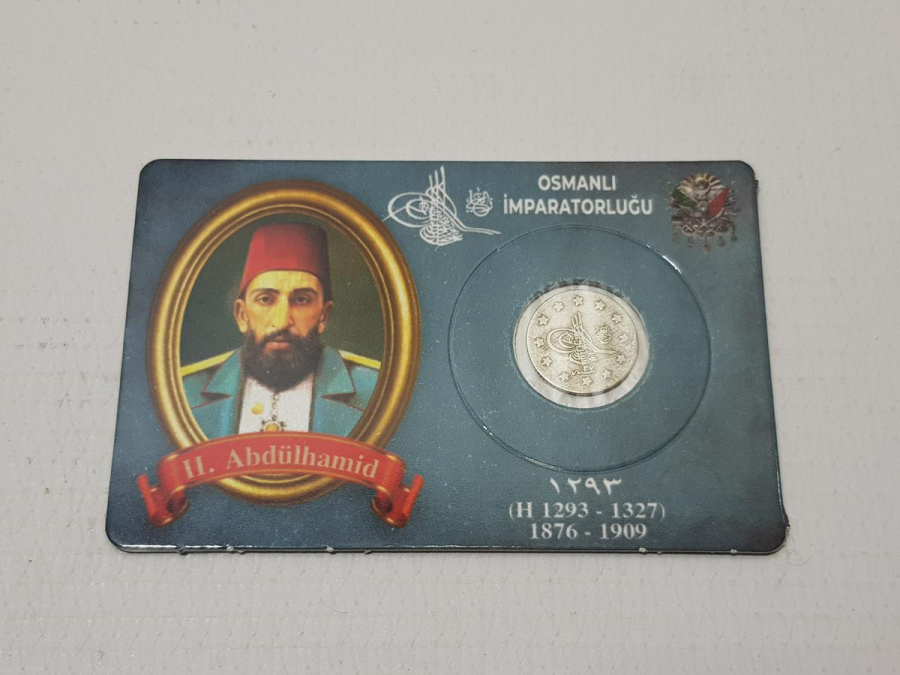 OSMANLI
İMPARATORLUĞU
II. Abdülhamid
١٢٩٣
(H 1293 - 1327)
1876 - 1909